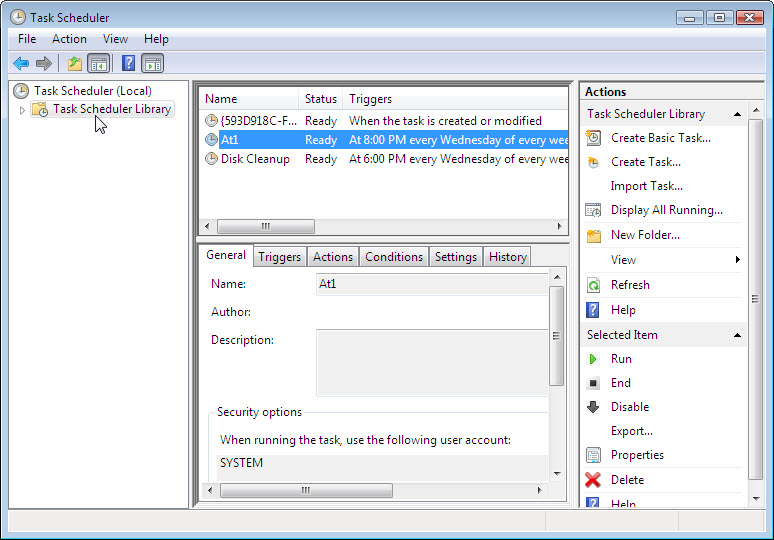 Task Scheduler
File Action View Help
Task Scheduler (Local)
Task Scheduler Library
Name Status Triggers
{593D918C-F... Ready When the task is created or modified
At1 Ready At 8:00 PM every Wednesday of every wee
Disk Cleanup Ready At 6:00 PM every Wednesday of every wee
General Triggers Actions Conditions Settings History
Name: At1
Author:
Description:
Security options
When running the task, use the following user account:
SYSTEM
Actions
Task Scheduler Library
Create Basic Task...
Create Task...
Import Task...
Display All Running...
New Folder...
View
Refresh
Help
Selected Item
Run
End
Disable
Export...
Properties
Delete
Help